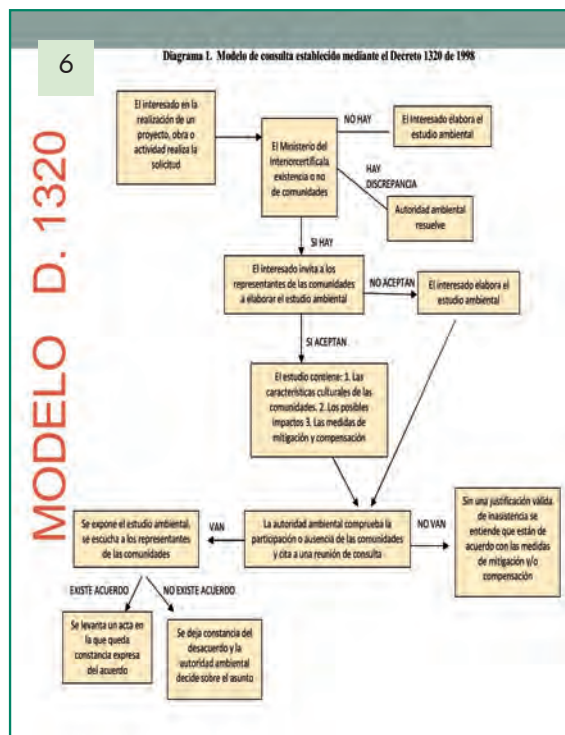 6
Diagrama 1. Modelo de consulta establecido mediante el Decreto 1320 de 1998
MODELO D. 1320
El interesado en la
realización de un
proyecto, obra o
actividad realiza la
solicitud
El Ministerio del
Interiorcertificala
existencia o no
de comunidades
NO HAY
El Interesado elabora el
estudio ambiental
HAY
DISCREPANCIA
Autoridad ambiental
resuelve
SI HAY
El interesado invita a los
representantes de las comunidades
a elaborar el estudio ambiental
NO ACEPTAN
El interesado elabora el
estudio ambiental
SI ACEPTAN
El estudio contiene: 1. Las
características culturales de las
comunidades. 2. Los posibles
impactos 3. Las medidas de
mitigación y compensación
La autoridad ambiental comprueba la
participación o ausencia de las comunidades y
cita a una reunión de consulta
VAN
Se expone el estudio ambiental,
se escucha a los representantes
de las comunidades
NO VAN
Sin una justificación válida
de inasistencia se
entiende que están de
acuerdo con las medidas
de mitigación y/o
compensación
EXISTE ACUERDO
NO EXISTE ACUERDO
Se levanta un acta en
la que queda
constancia expresa
del acuerdo
Se deja constancia del
desacuerdo y la
autoridad ambiental
decide sobre el asunto